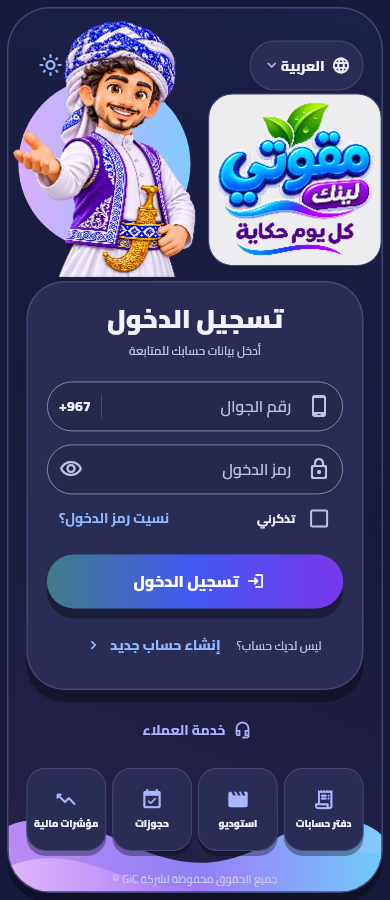 العربية
مقوتي
لينك
كل يوم حكاية
تسجيل الدخول
أدخل بيانات حسابك للمتابعة
رقم الجوال
+967
رمز الدخول
تذكرني
نسيت رمز الدخول؟
تسجيل الدخول
ليس لديك حساب؟ إنشاء حساب جديد
خدمة العملاء
دفتر حسابات
استوديو
حجوزات
مؤشرات مالية
جميع الحقوق محفوظة لشركة GiC ©